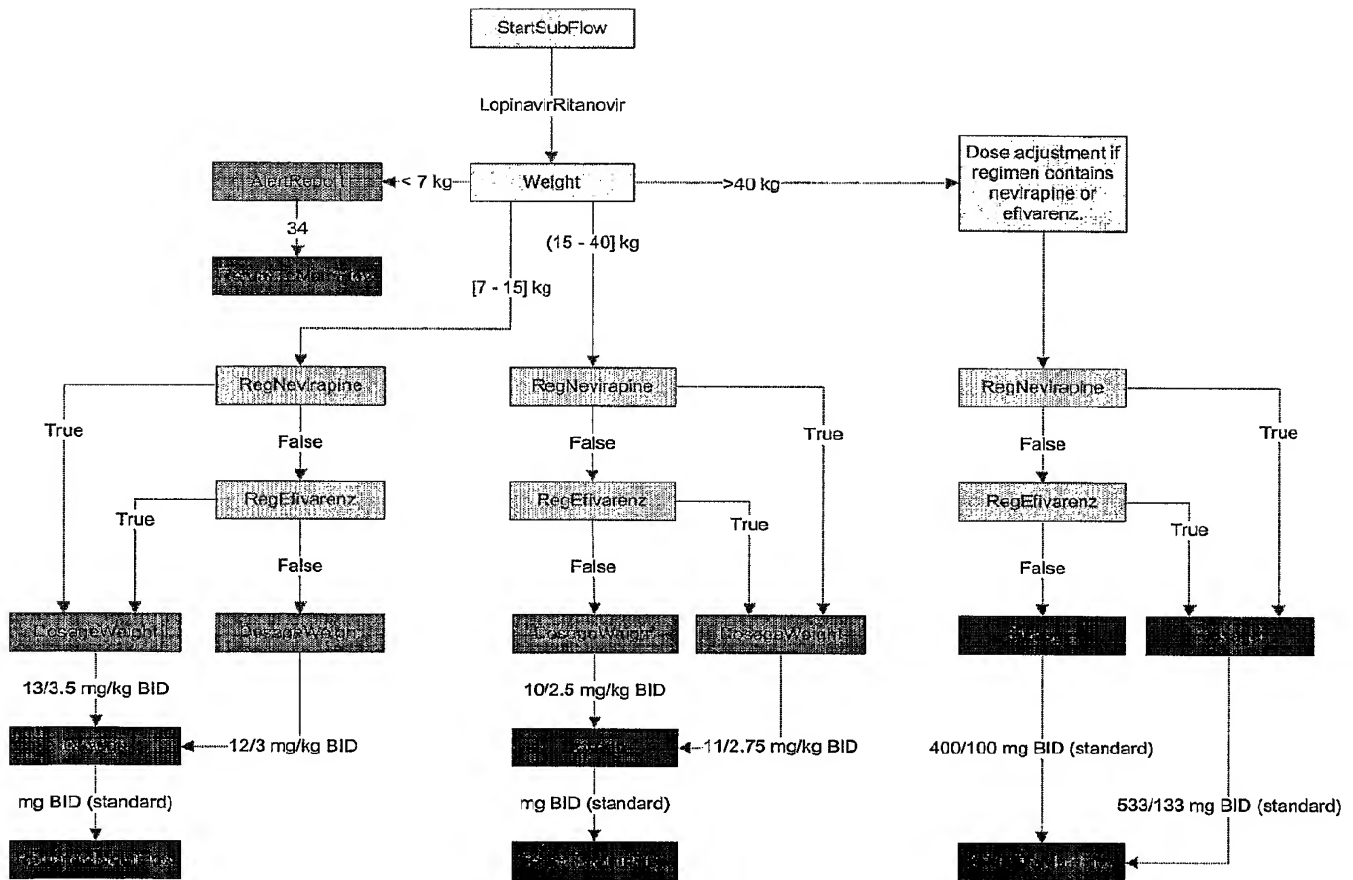 StartSubFlow
LopinavirRitanovir
AlertReport
< 7 kg
Weight
>40 kg
Dose adjustment if
regimen contains
nevirapine or
efivarenz.
34
(15 - 40] kg
[7 - 15] kg
RegNevirapine
RegNevirapine
RegNevirapine
True
False
False
True
False
True
RegEfivarenz
RegEfivarenz
RegEfivarenz
True
False
False
True
False
True
DosageWeight
DosageWeight
DosageWeight
DosageWeight
13/3.5 mg/kg BID
10/2.5 mg/kg BID
12/3 mg/kg BID
11/2.75 mg/kg BID
400/100 mg BID (standard)
mg BID (standard)
mg BID (standard)
533/133 mg BID (standard)